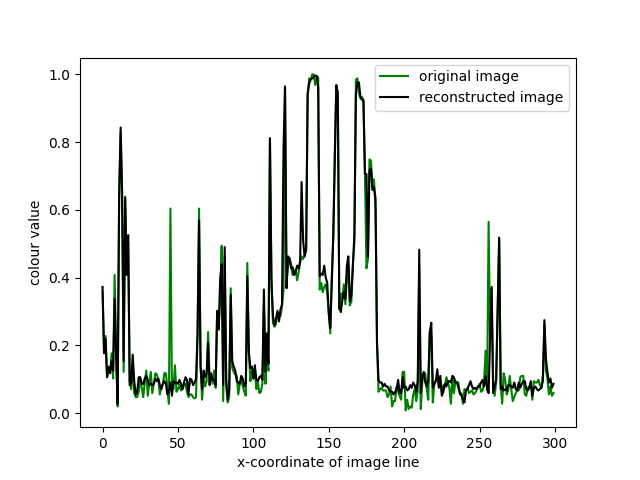 original image
reconstructed image
1.0
0.8
0.6
0.4
0.2
0.0
colour value
0 50 100 150 200 250 300
x-coordinate of image line